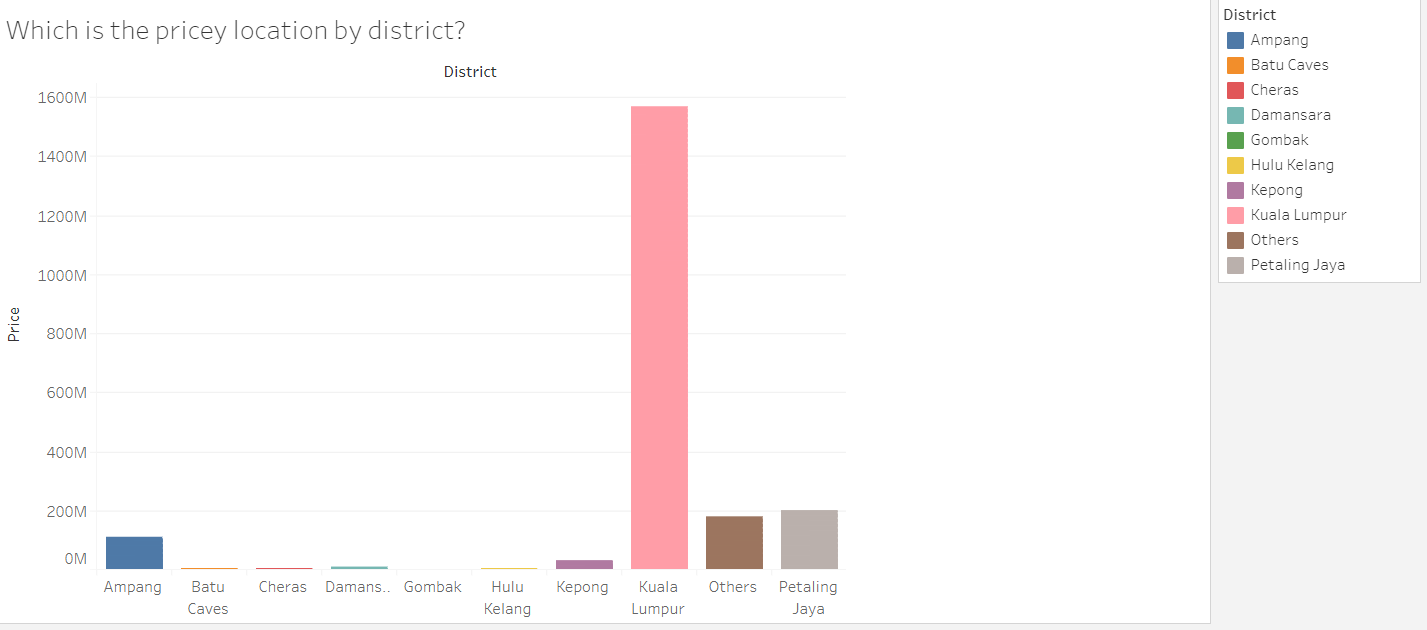 Which is the pricey location by district?
District
1600M
1400M
1200M
1000M
800M
600M
400M
200M
0M
Price
Ampang
Batu
Caves
Cheras
Damans..
Gombak
Hulu
Kelang
Kepong
Kuala
Lumpur
Others
Petaling
Jaya
District
Ampang
Batu Caves
Cheras
Damansara
Gombak
Hulu Kelang
Kepong
Kuala Lumpur
Others
Petaling Jaya